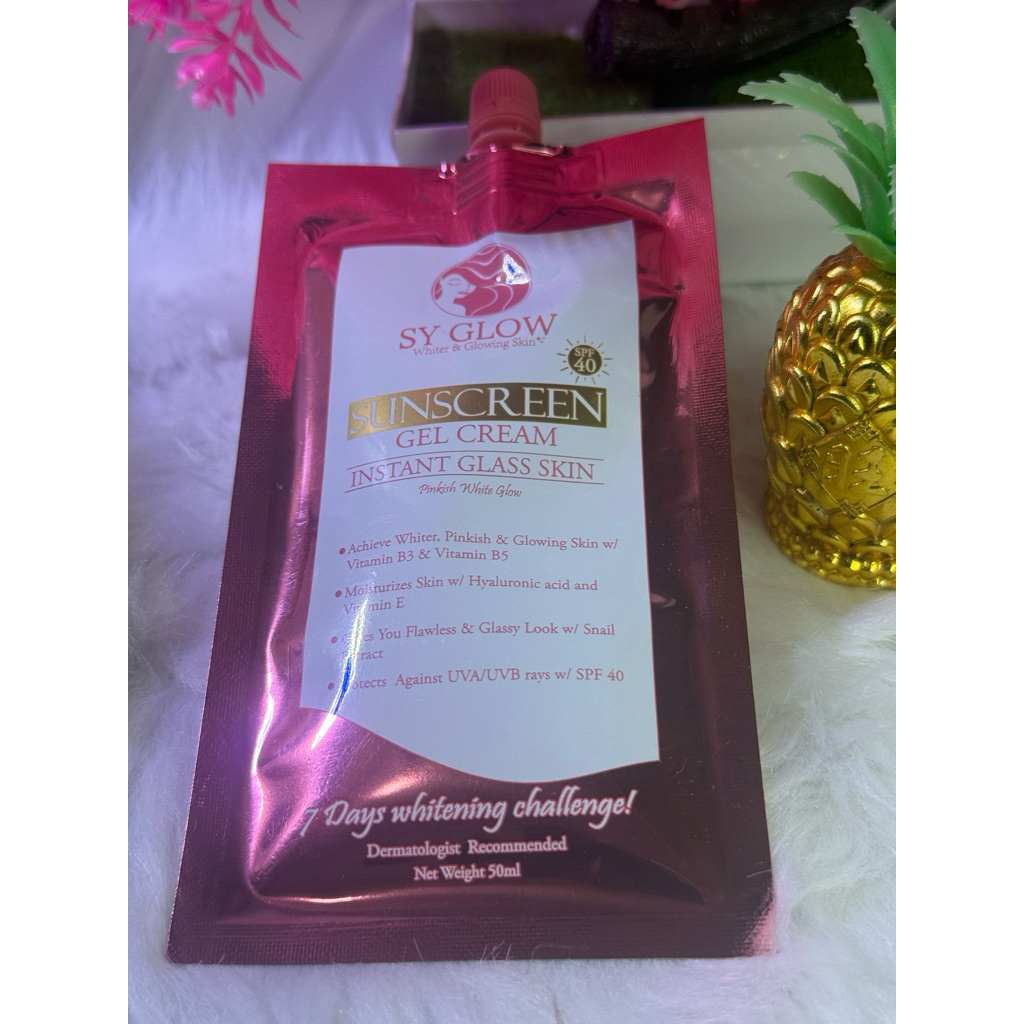 SY GLOW
Whiter & Glowing Skin
SPF
40
SUNSCREEN
GEL CREAM
INSTANT GLASS SKIN
Pinkish White Glow
• Achieve Whiter, Pinkish & Glowing Skin w/
Vitamin B3 & Vitamin B5
• Moisturizes Skin w/ Hyaluronic acid and
Vitamin E
• You Flawless & Glassy Look w/ Snail
• Against UVA/UVB rays w/ SPF 40
7 Days whitening challenge!
Dermatologist Recommended
Net Weight 50ml